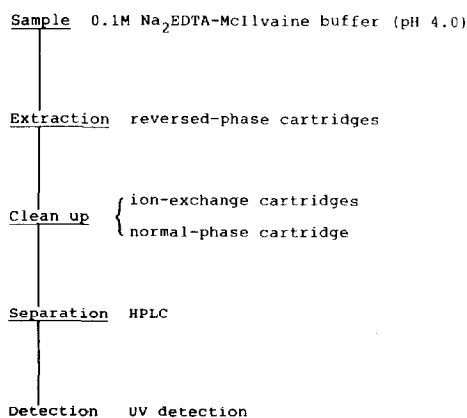 Sample 0.1M Na₂EDTA-McIlvaine buffer (pH 4.0)
Extraction reversed-phase cartridges
ion-exchange cartridges
Clean up {
normal-phase cartridge
Separation HPLC
Detection UV detection